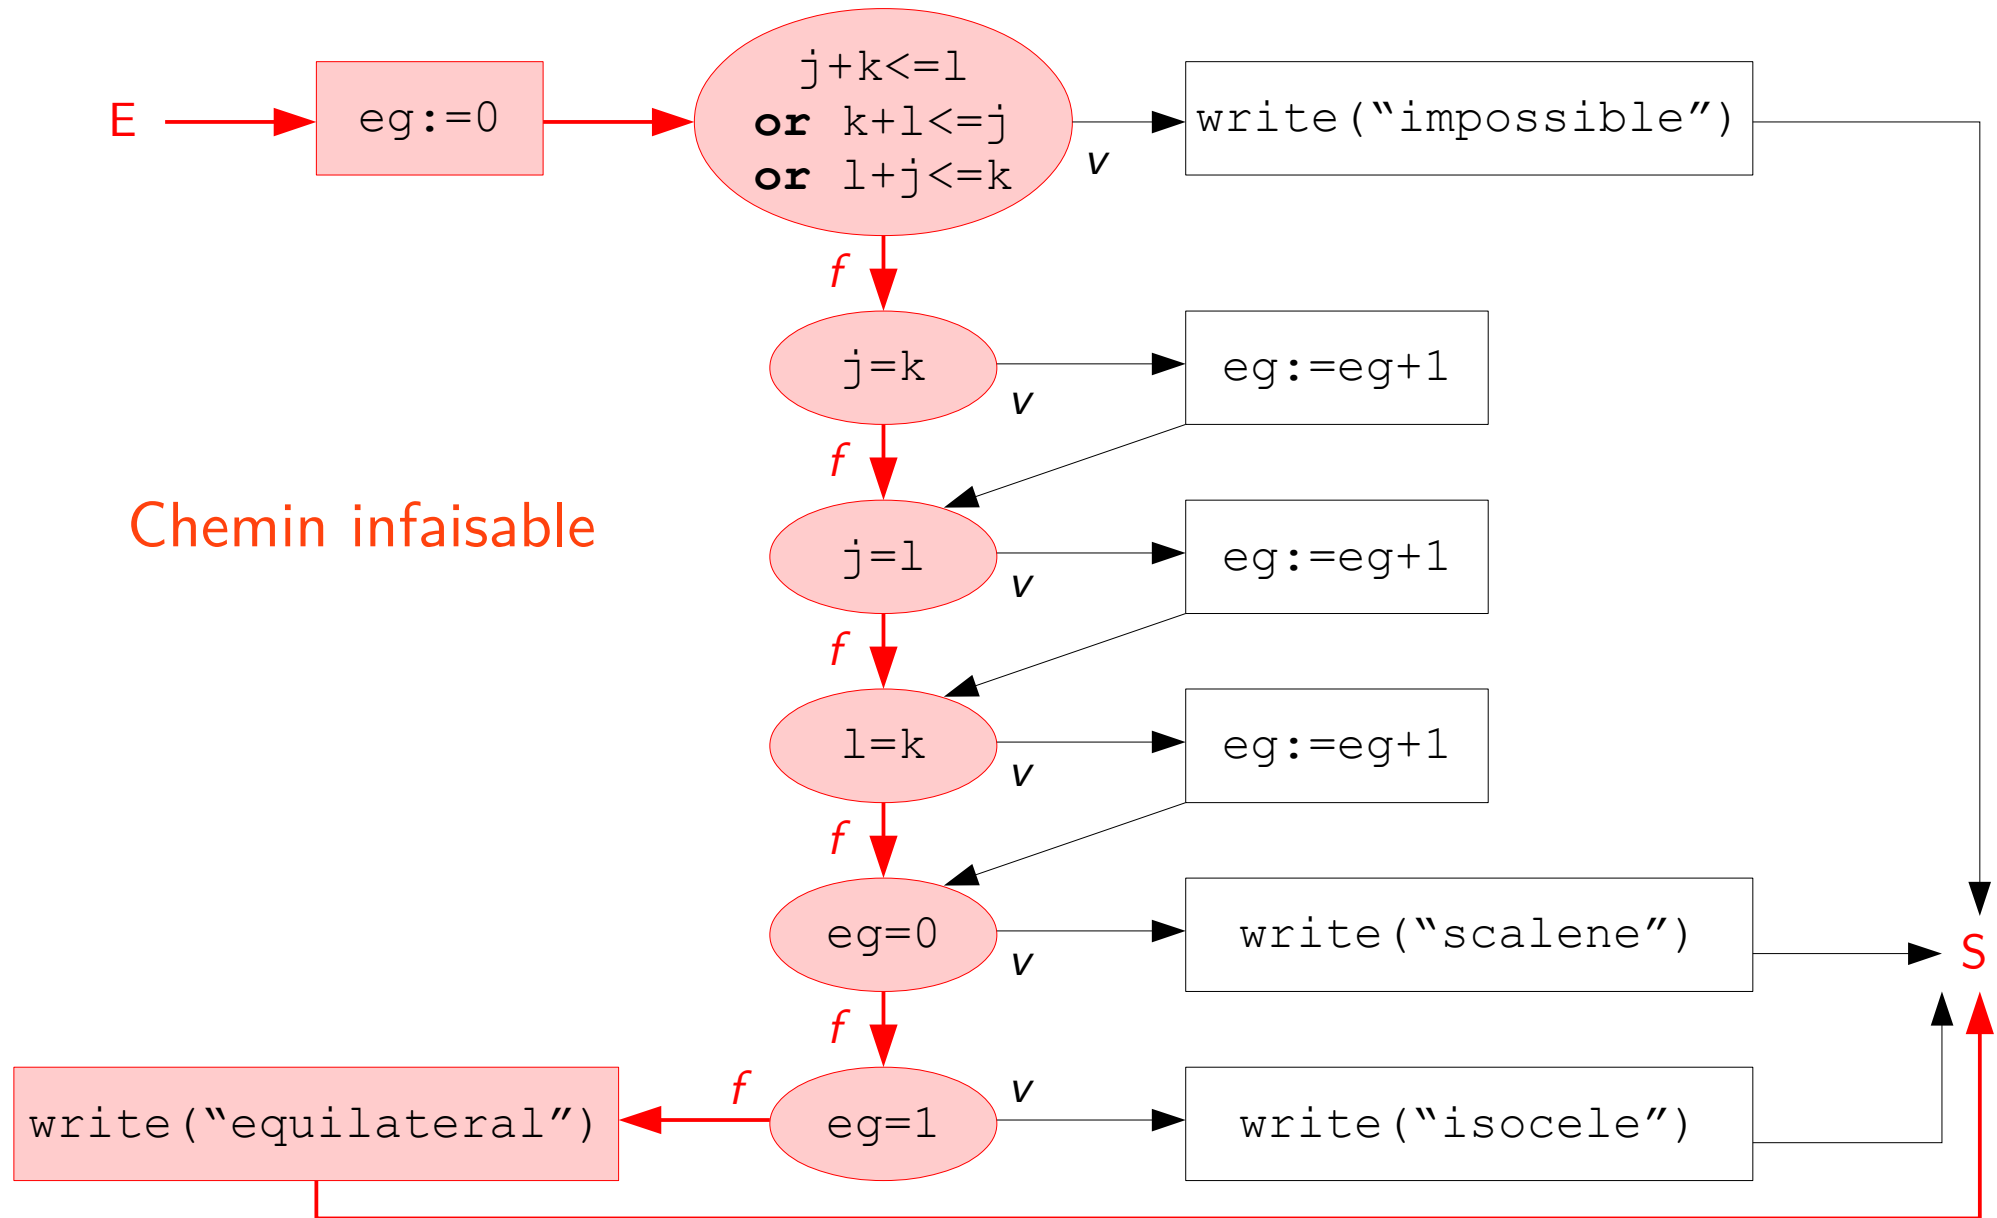 E
eg:=0
j+k<=l
or k+l<=j
or l+j<=k
v
write(“impossible”)
f
j=k
v
eg:=eg+1
f
Chemin infaisable
j=l
v
eg:=eg+1
f
l=k
v
eg:=eg+1
f
eg=0
v
write(“scalene”)
S
f
write(“equilateral”)
f
eg=1
v
write(“isocele”)